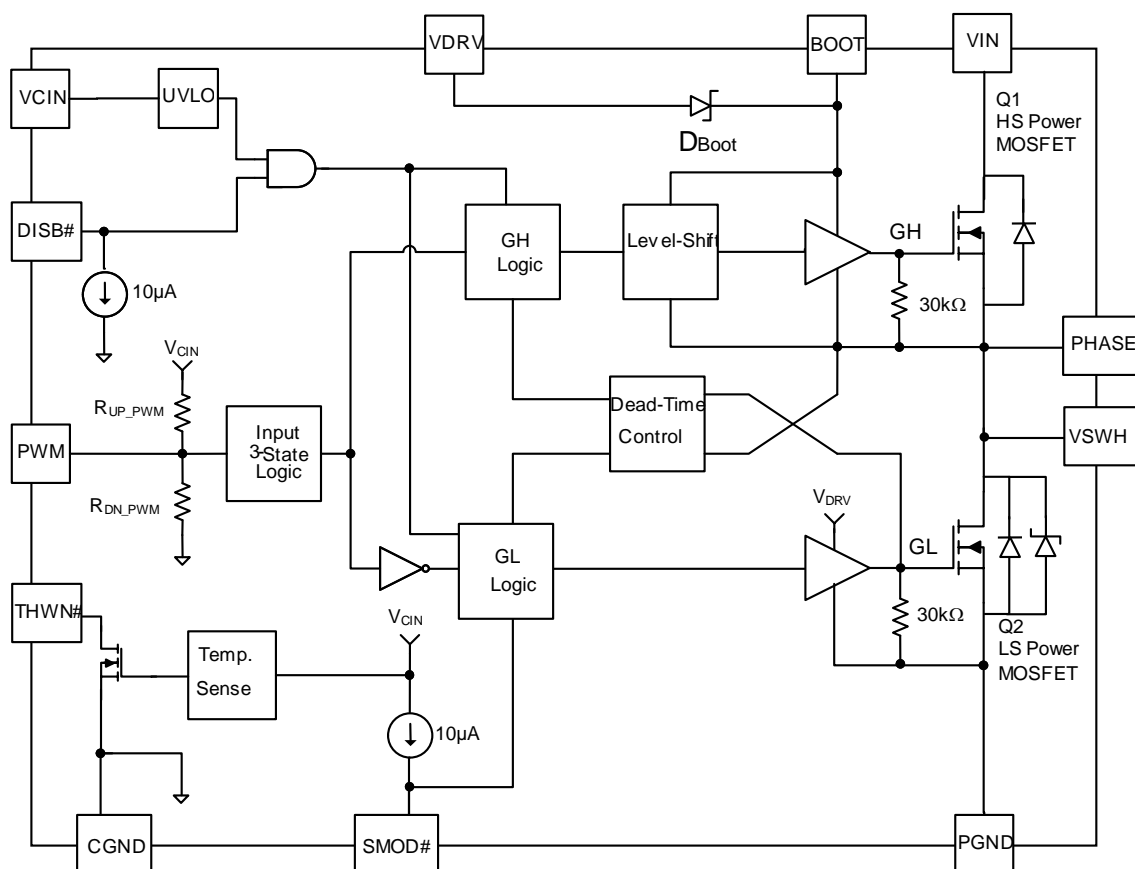 VDRV
BOOT
VIN
VCIN
UVLO
Q1
HS Power
MOSFET
DBoot
DISB#
GH
Logic
Level-Shift
GH
10µA
30kΩ
PHASE
VCIN
RUP_PWM
Dead-Time
Control
PWM
Input
3-State
Logic
VSWH
RDN_PWM
VDRV
GL
Logic
GL
THWN#
VCIN
30kΩ
Q2
LS Power
MOSFET
Temp.
Sense
10µA
CGND
SMOD#
PGND